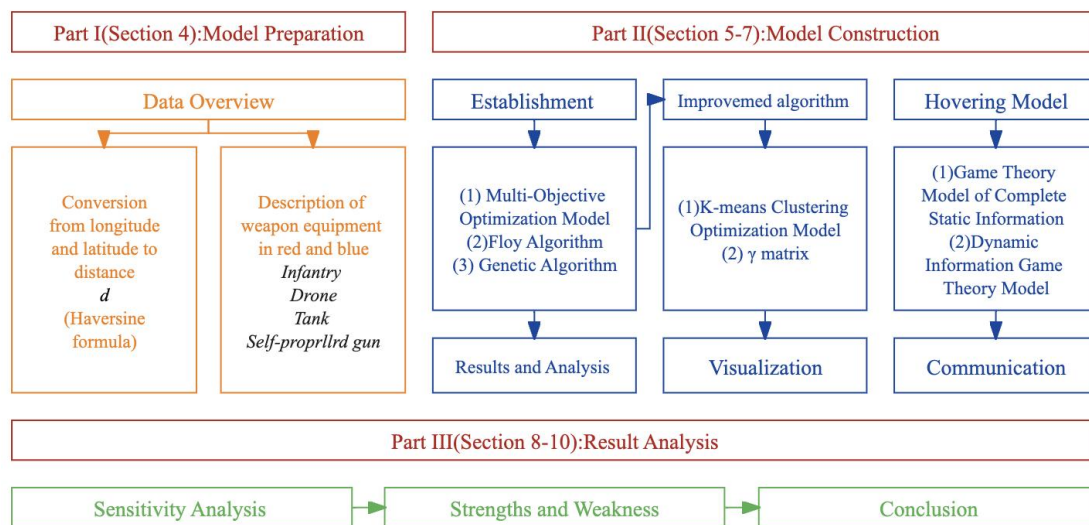 Part I(Section 4):Model Preparation
Part II(Section 5-7):Model Construction
Data Overview
Conversion
from longitude
and latitude to
distance
d
(Haversine
formula)
Description of
weapon equipment
in red and blue
Infantry
Drone
Tank
Self-proprllrd gun
Establishment
(1) Multi-Objective
Optimization Model
(2)Floy Algorithm
(3) Genetic Algorithm
Results and Analysis
Improvemed algorithm
(1)K-means Clustering
Optimization Model
(2) γ matrix
Visualization
Hovering Model
(1)Game Theory
Model of Complete
Static Information
(2)Dynamic
Information Game
Theory Model
Communication
Part III(Section 8-10):Result Analysis
Sensitivity Analysis
Strengths and Weakness
Conclusion